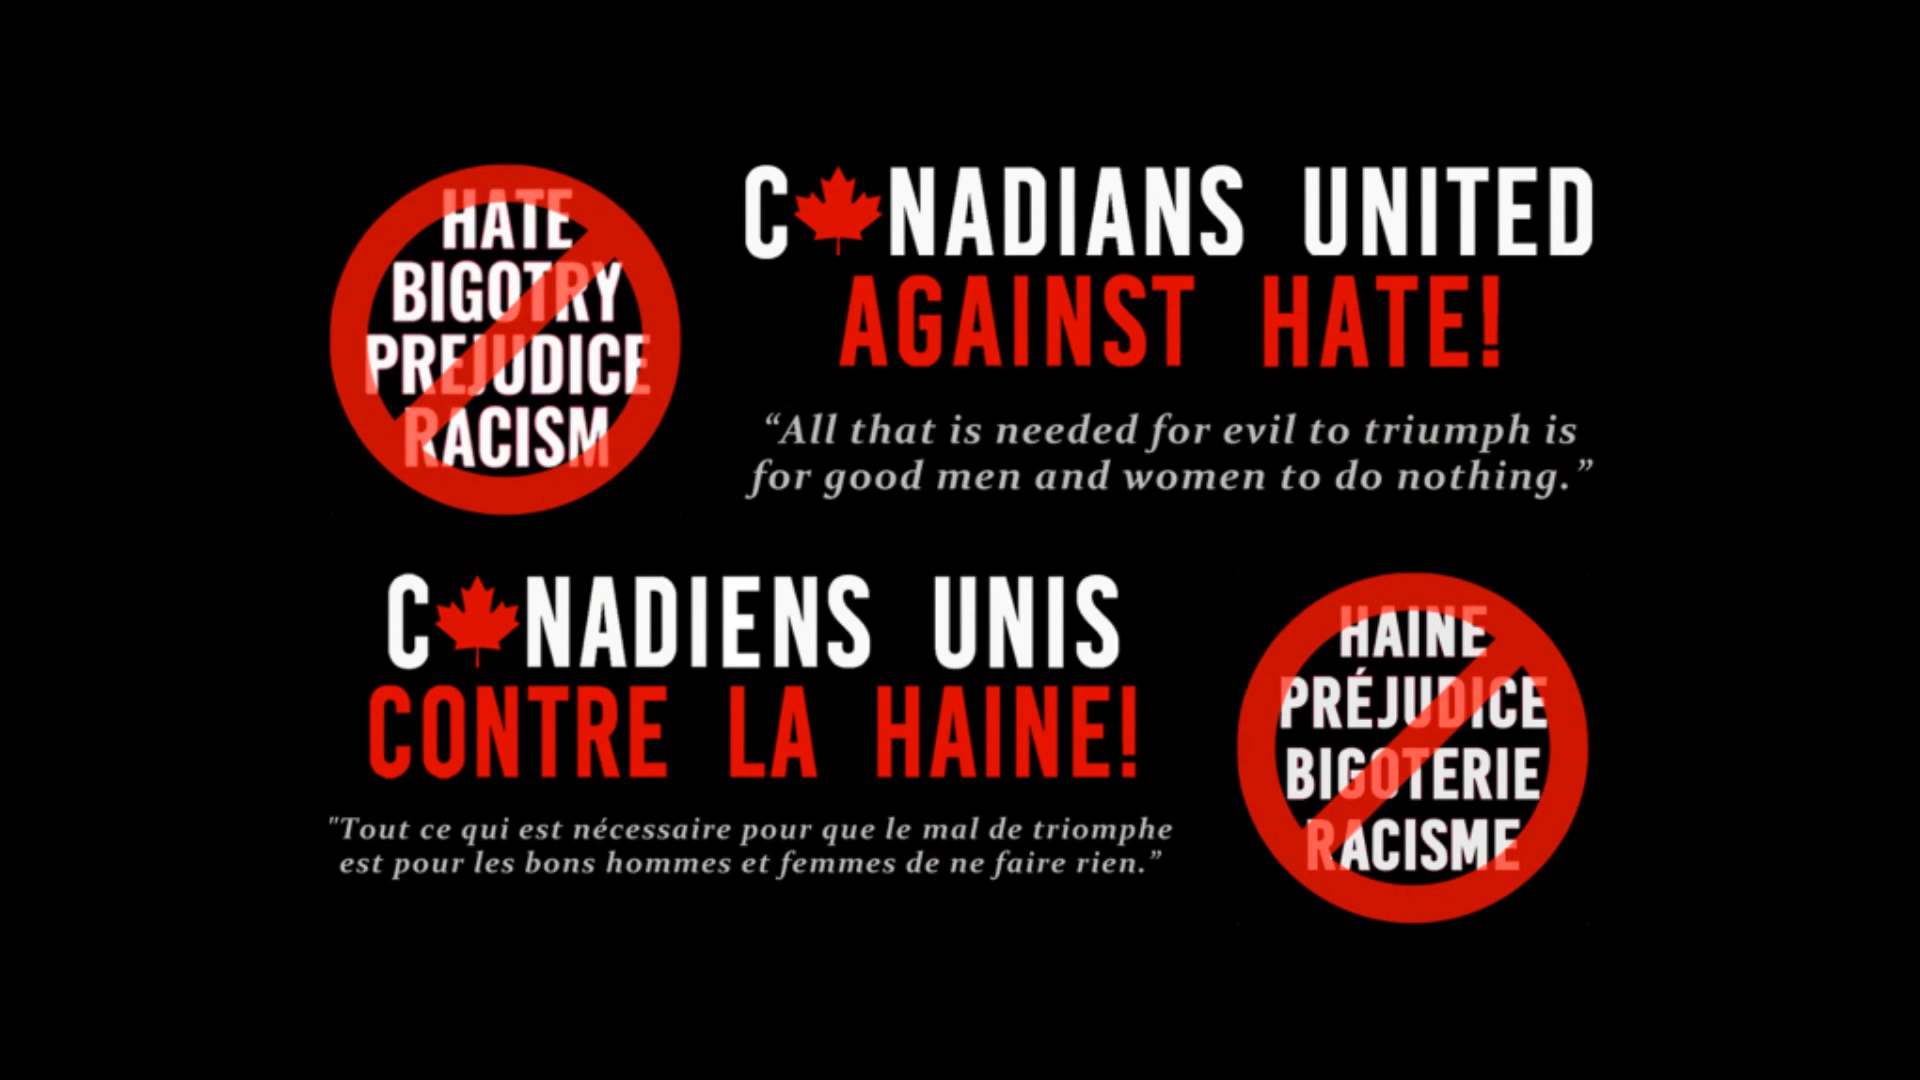 HATE
BIGOTRY
PREJUDICE
RACISM
CANADIANS UNITED
AGAINST HATE!
“All that is needed for evil to triumph is
for good men and women to do nothing.”
CANADIENS UNIS
CONTRE LA HAINE!
"Tout ce qui est nécessaire pour que le mal de triomphe
est pour les bons hommes et femmes de ne faire rien.”
HAINE
PRÉJUDICE
BIGOTERIE
RACISME